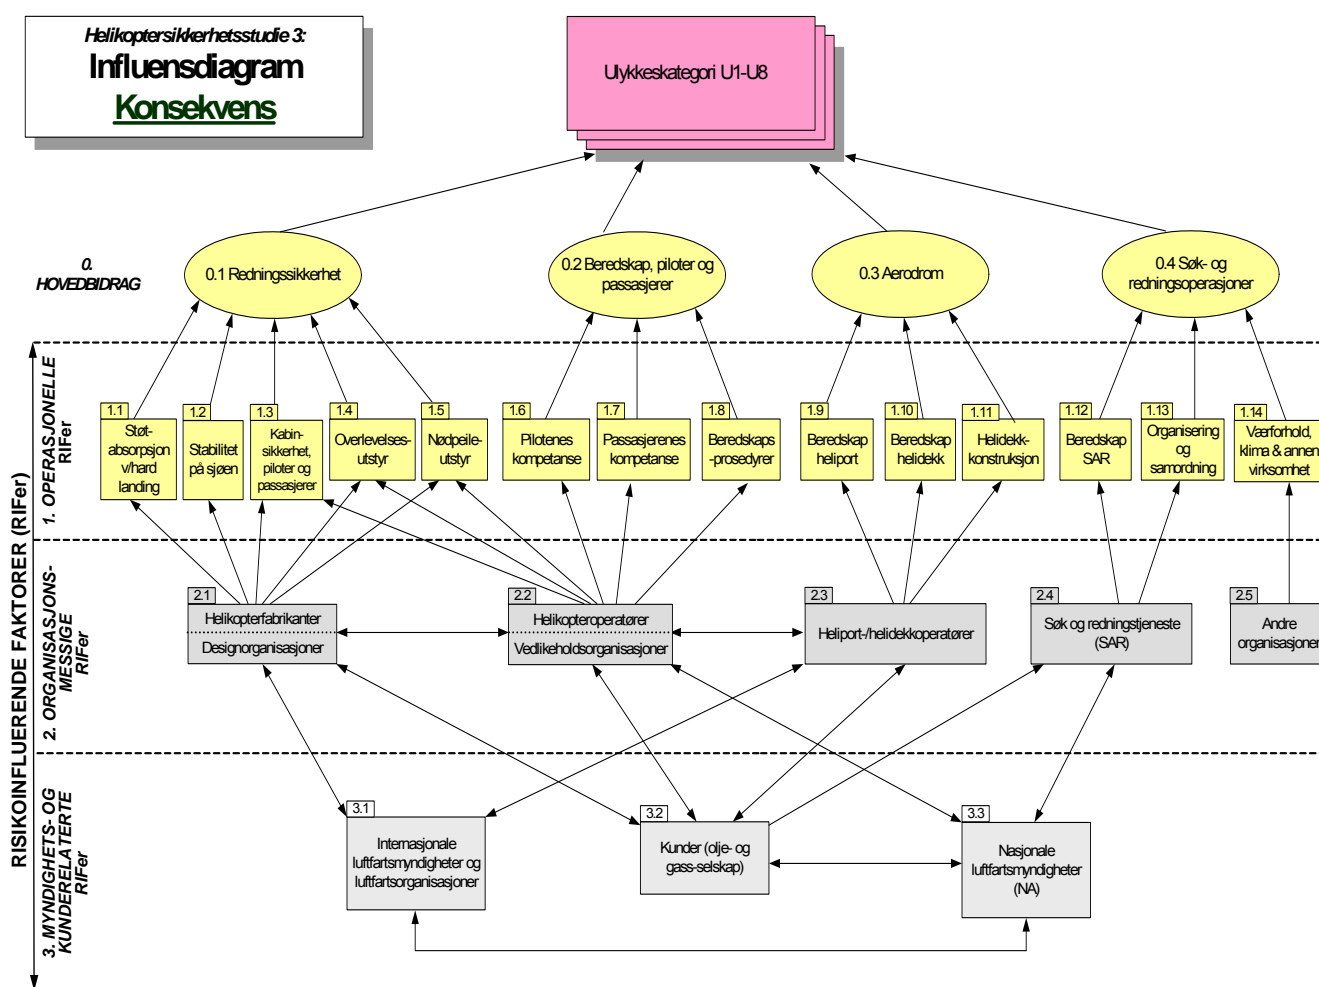 Helikoptersikkerhetsstudie 3:
Influensdiagram
Konsekvens
Ulykkeskategori U1-U8
0.
HOVEDBIDRAG
0.1 Redningssikkerhet
0.2 Beredskap, piloter og
passasjerer
0.3 Aerodrom
0.4 Søk- og
redningsoperasjoner
RISIKOINFLUERENDE FAKTORER (RIFer)
1. OPERASJONELLE
RIFer
1.1
Støt-
absorpsjon
v/hard
landing
1.2
Stabilitet
på sjøen
1.3
Kabin-
sikkerhet,
piloter og
passasjerer
1.4
Overlevelses-
utstyr
1.5
Nødpeile-
utstyr
1.6
Pilotenes
kompetanse
1.7
Passasjerenes
kompetanse
1.8
Beredskaps
-prosedyrer
1.9
Beredskap
heliport
1.10
Beredskap
helidekk
1.11
Helidekk-
konstruksjon
1.12
Beredskap
SAR
1.13
Organisering
og
samordning
1.14
Værforhold,
klima & annen
virksomhet
2. ORGANISASJONS-
MESSIGE
RIFer
2.1
Helikopterfabrikanter
Designorganisasjoner
2.2
Helikopteroperatører
Vedlikeholdsorganisasjoner
2.3
Heliport-/helidekkoperatører
2.4
Søk og redningstjeneste
(SAR)
2.5
Andre
organisasjoner
3. MYNDIGHETS- OG
KUNDERELATERTE
RIFer
3.1
Internasjonale
luftfartsmyndigheter og
luftfartsorganisasjoner
3.2
Kunder (olje- og
gass-selskap)
3.3
Nasjonale
luftfartsmyndigheter
(NA)